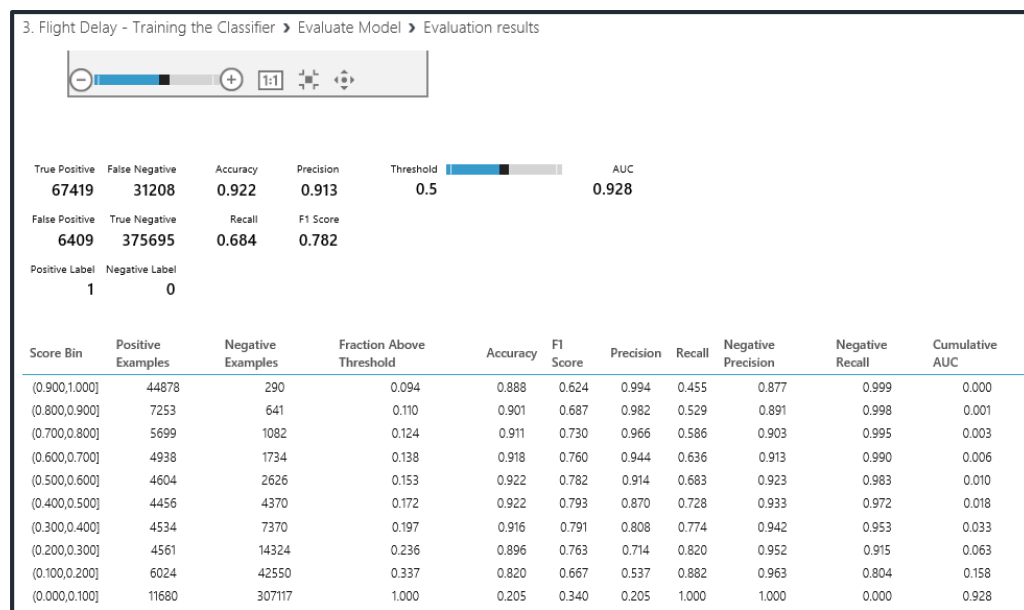 3. Flight Delay - Training the Classifier › Evaluate Model › Evaluation results
1:1
True Positive False Negative Accuracy Precision Threshold AUC
67419 31208 0.922 0.913 0.5 0.928
False Positive True Negative Recall F1 Score
6409 375695 0.684 0.782
Positive Label Negative Label
1 0
Score Bin Positive Examples Negative Examples Fraction Above Threshold Accuracy F1 Score Precision Recall Negative Precision Negative Recall Cumulative AUC
(0.900,1.000] 44878 290 0.094 0.888 0.624 0.994 0.455 0.877 0.999 0.000
(0.800,0.900] 7253 641 0.110 0.901 0.687 0.982 0.529 0.891 0.998 0.001
(0.700,0.800] 5699 1082 0.124 0.911 0.730 0.966 0.586 0.903 0.995 0.003
(0.600,0.700] 4938 1734 0.138 0.918 0.760 0.944 0.636 0.913 0.990 0.006
(0.500,0.600] 4604 2626 0.153 0.922 0.782 0.914 0.683 0.923 0.983 0.010
(0.400,0.500] 4456 4370 0.172 0.922 0.793 0.870 0.728 0.933 0.972 0.018
(0.300,0.400] 4534 7370 0.197 0.916 0.791 0.808 0.774 0.942 0.953 0.033
(0.200,0.300] 4561 14324 0.236 0.896 0.763 0.714 0.820 0.952 0.915 0.063
(0.100,0.200] 6024 42550 0.337 0.820 0.667 0.537 0.882 0.963 0.804 0.158
(0.000,0.100] 11680 307117 1.000 0.205 0.340 0.205 1.000 1.000 0.000 0.928